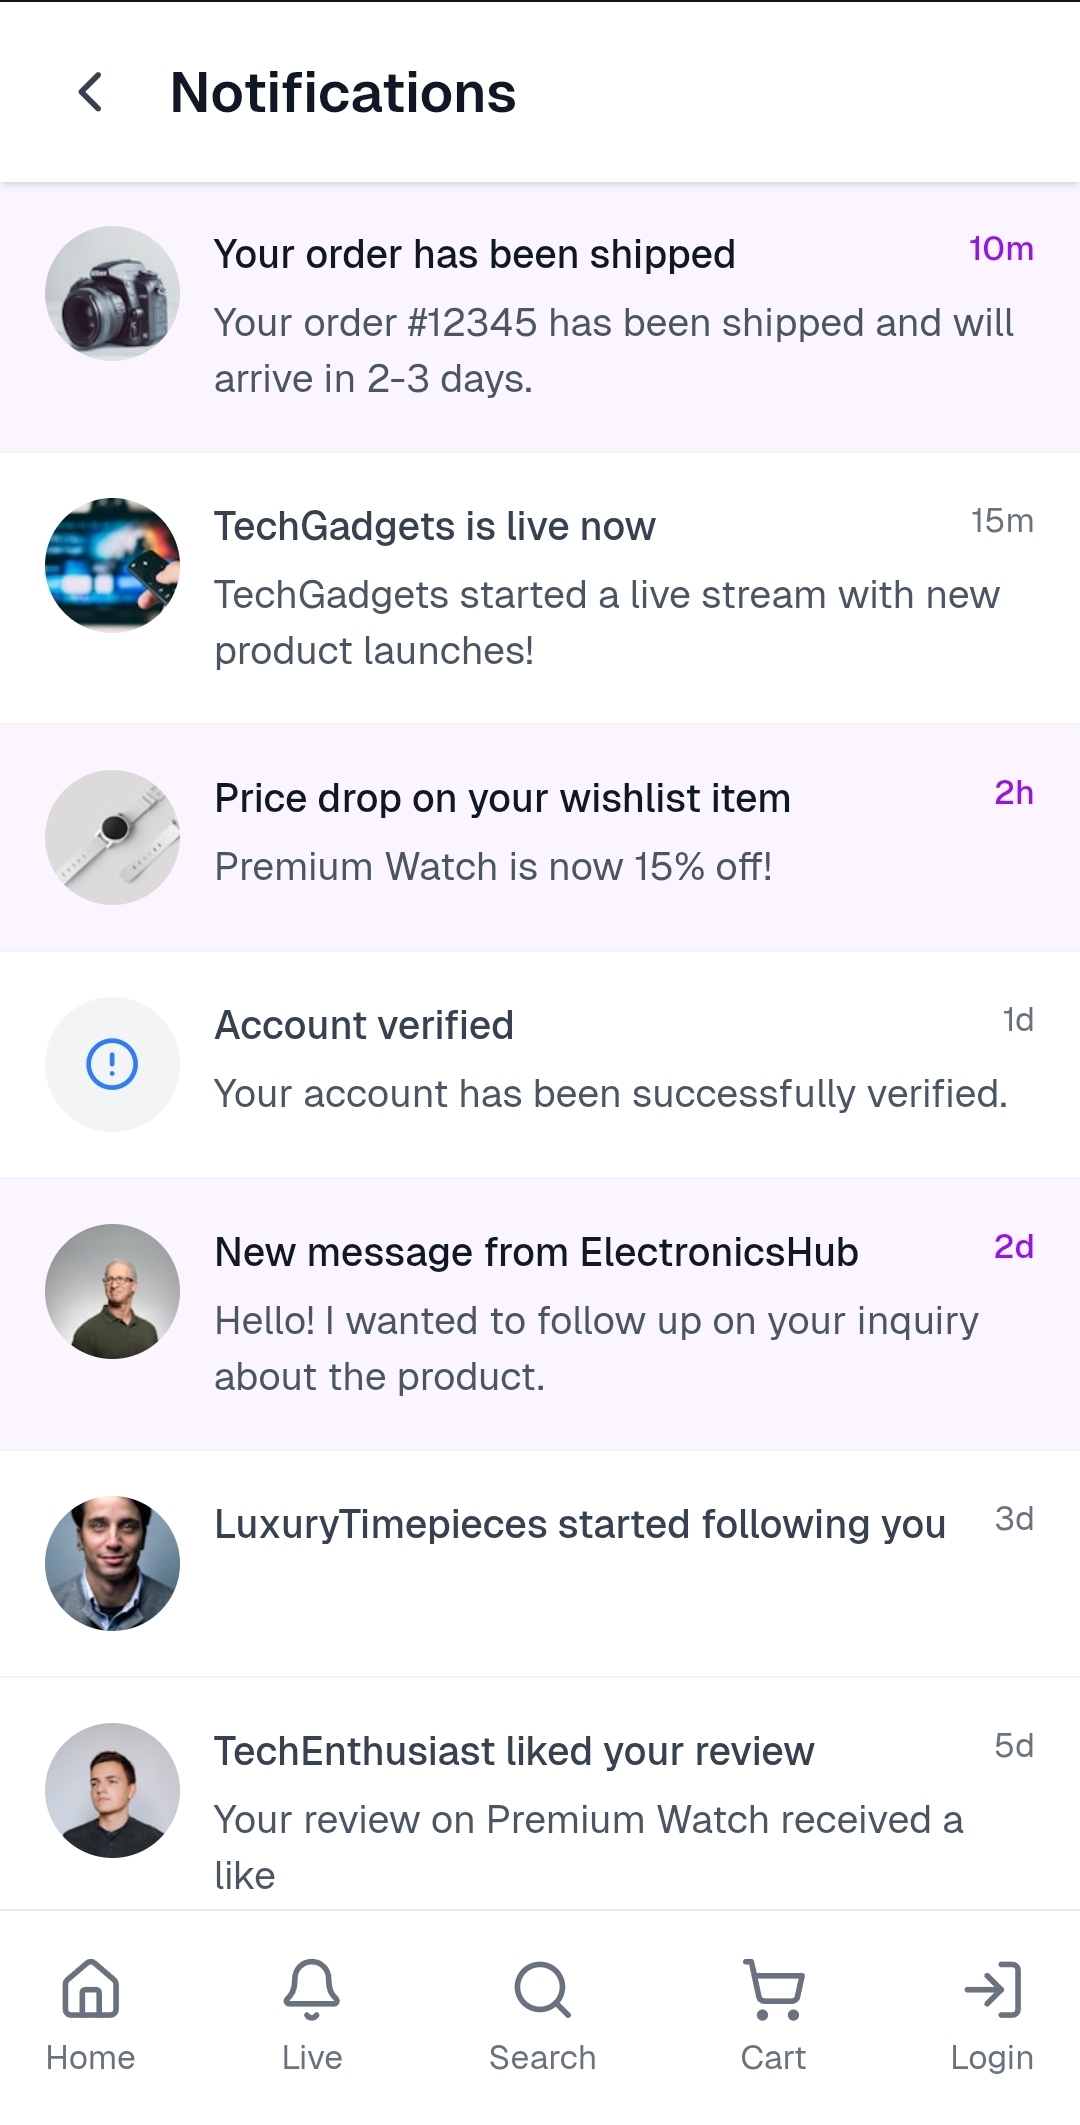 Notifications
Your order has been shipped
10m
Your order #12345 has been shipped and will
arrive in 2-3 days.
TechGadgets is live now
15m
TechGadgets started a live stream with new
product launches!
Price drop on your wishlist item
2h
Premium Watch is now 15% off!
Account verified
1d
Your account has been successfully verified.
New message from ElectronicsHub
2d
Hello! I wanted to follow up on your inquiry
about the product.
LuxuryTimepieces started following you
3d
TechEnthusiast liked your review
5d
Your review on Premium Watch received a
like
Home
Live
Search
Cart
Login